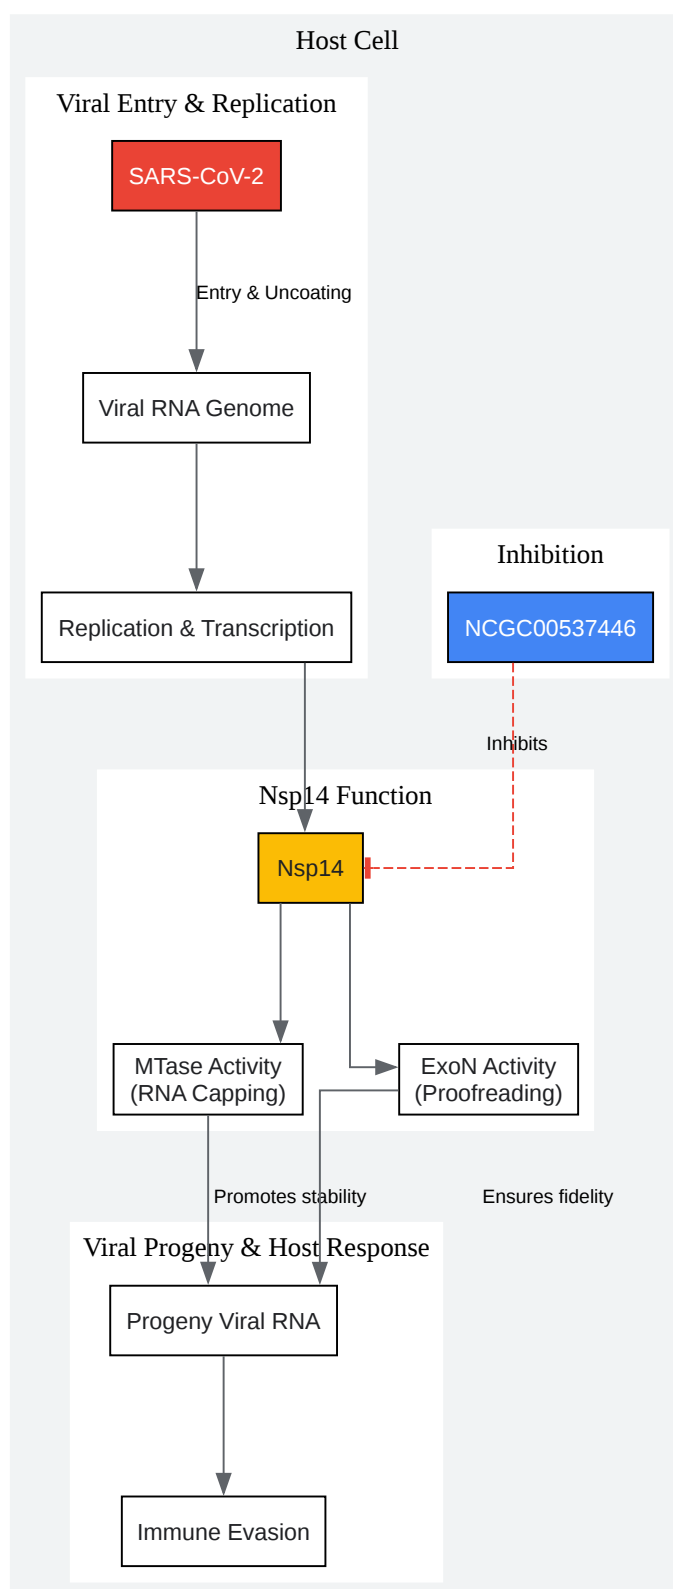 Host Cell
Viral Entry & Replication
SARS-CoV-2
Entry & Uncoating
Viral RNA Genome
Inhibition
Replication & Transcription
NCGC00537446
Inhibits
Nsp14 Function
Nsp14
MTase Activity
(RNA Capping)
ExoN Activity
(Proofreading)
Promotes stability
Ensures fidelity
Viral Progeny & Host Response
Progeny Viral RNA
Immune Evasion